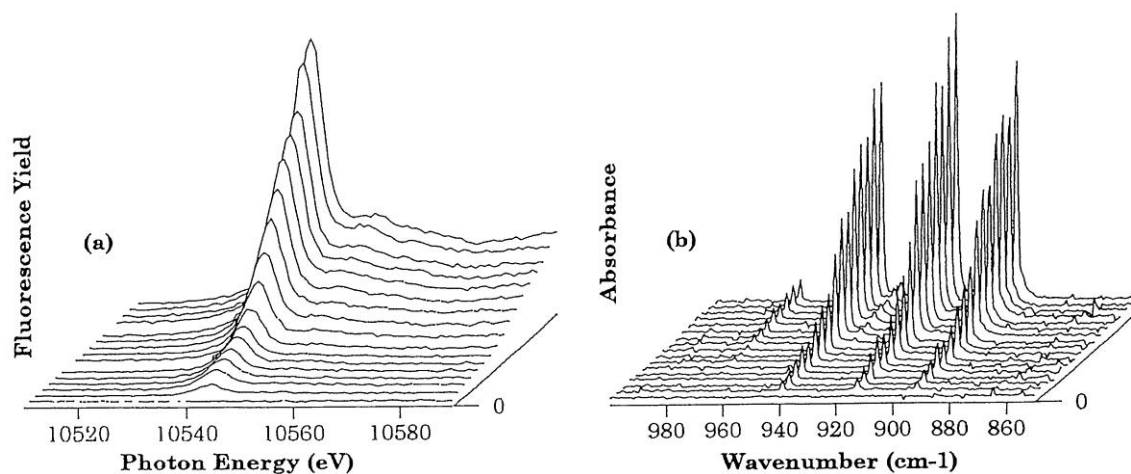 Fluorescence Yield
(a)
0
10520 10540 10560 10580
Photon Energy (eV)
Absorbance
(b)
0
980 960 940 920 900 880 860
Wavenumber (cm-1)